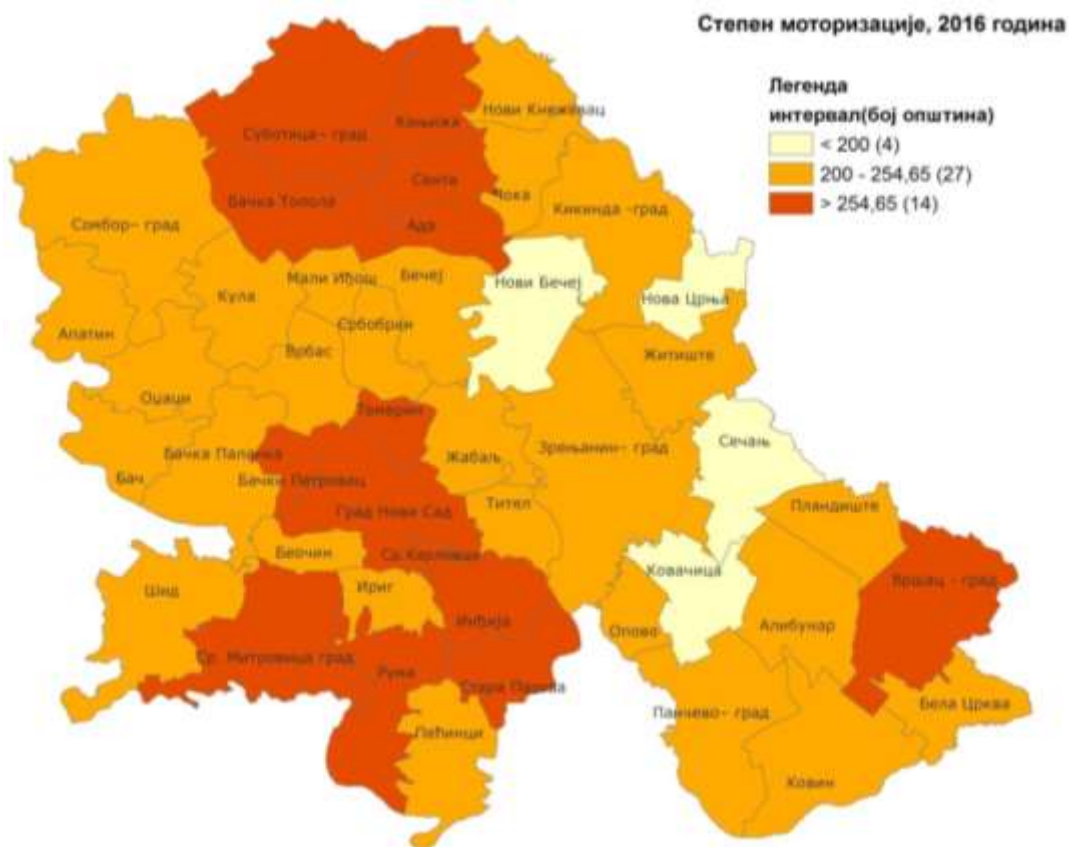 Степен моторизације, 2016 година
Легенда
интервал(број општина)
< 200 (4)
200 - 254,65 (27)
> 254,65 (14)
Нови Кнежевац
Суботица- град
Кањижа
Сента
Чока
Бачка Топола
Кикинда -град
Ада
Сомбор- град
Мали Иђош
Бечеј
Нови Бечеј
Кула
Нова Црња
Србобран
Апатин
Врбас
Житиште
Оџаци
Темерин
Сечањ
Зрењанин- град
Бачка Паланка
Жабаљ
Бач
Бачки Петровац
Тител
Пландиште
Град Нови Сад
Беочин
Ср.Карловци
Ковачица
Вршац - град
Шид
Ириг
Инђија
Алибунар
Опово
Ср. Митровица град
Рума
Стара Пазова
Бела Црква
Панчево- град
Пећинци
Ковин